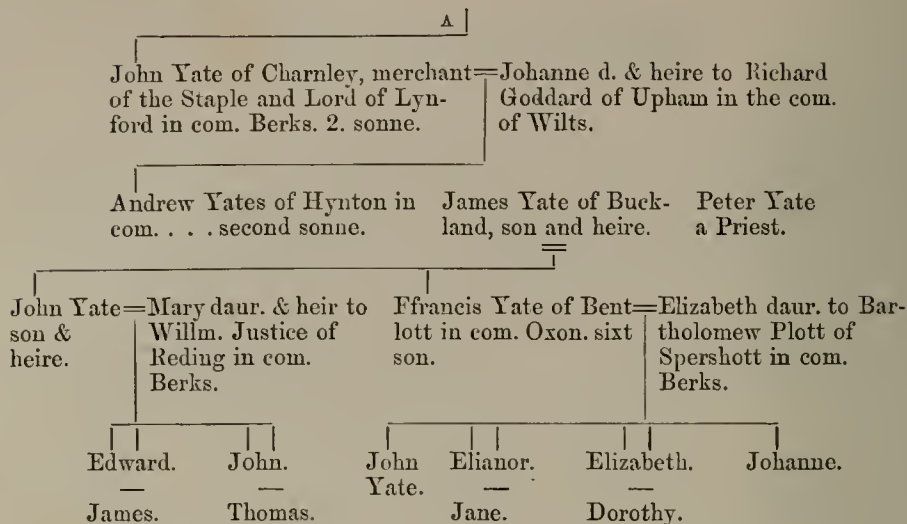 A
John Yate of Charnley, merchant=Johanne d. & heire to Richard
of the Staple and Lord of Lyn- Goddard of Upham in the com.
ford in com. Berks. 2. sonne. of Wilts.
Andrew Yates of Hynton in James Yate of Buck- Peter Yate
com. . . . second sonne. land, son and heire. a Priest.
John Yate=Mary daur. & heir to Ffrancis Yate of Bent=Elizabeth daur. to Bar-
son & Willm. Justice of lott in com. Oxon. sixt tholomew Plott of
heire. Reding in com. son. Spershott in com.
Berks. Berks.
Edward. John. John Elianor. Elizabeth. Johanne.
— — Yate. — —
James. Thomas. Jane. Dorothy.